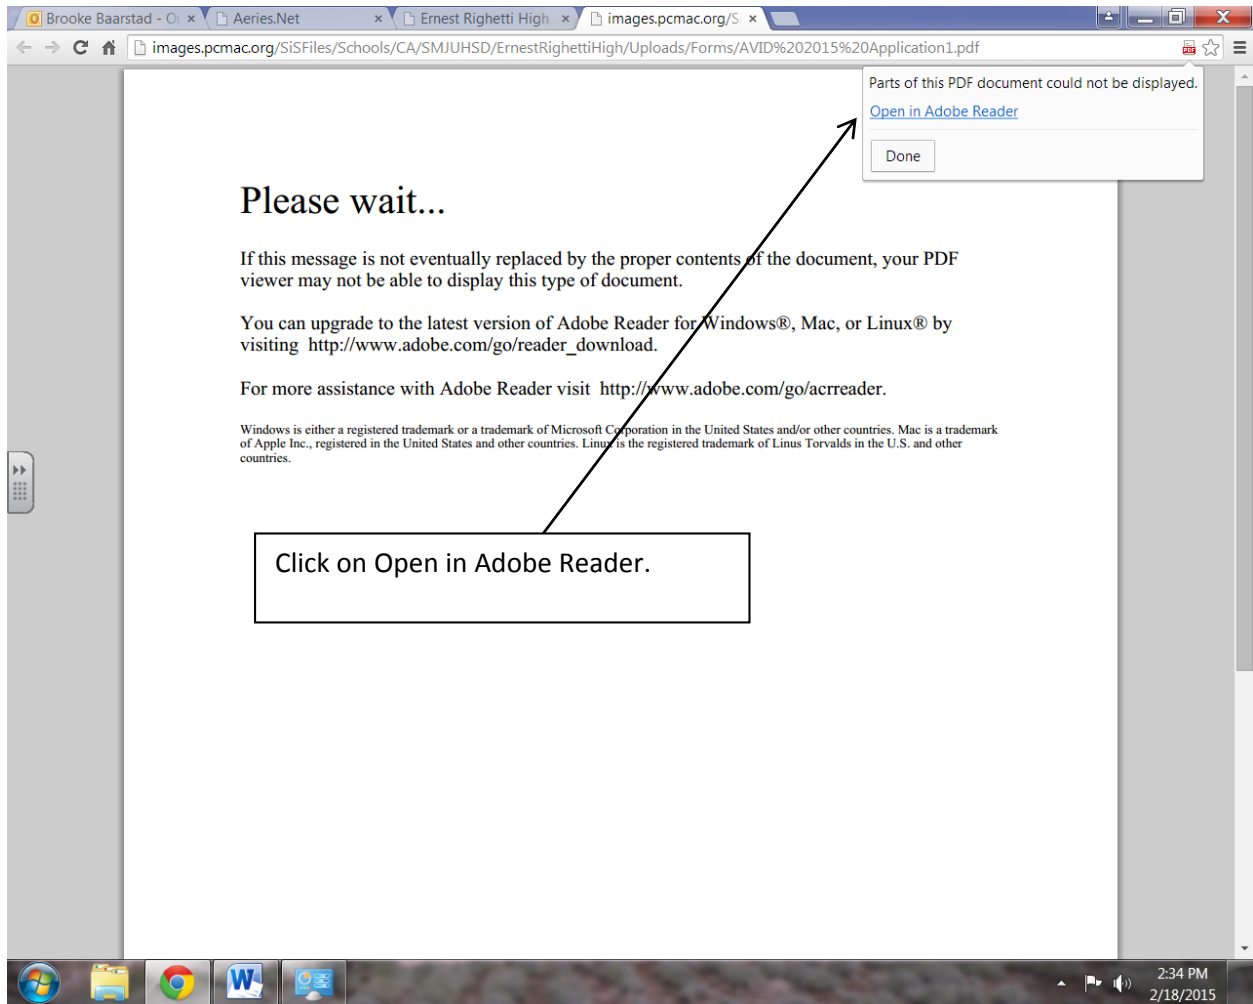 Brooke Baarstad - O
Aeries.Net
Ernest Righetti High
images.pcmac.org/S
images.pcmac.org/SiSFiles/Schools/CA/SMJUHSD/ErnestRighettiHigh/Uploads/Forms/AVID%202015%20Application1.pdf
Parts of this PDF document could not be displayed.
Open in Adobe Reader
Done
Please wait...
If this message is not eventually replaced by the proper contents of the document, your PDF
viewer may not be able to display this type of document.
You can upgrade to the latest version of Adobe Reader for Windows®, Mac, or Linux® by
visiting http://www.adobe.com/go/reader_download.
For more assistance with Adobe Reader visit http://www.adobe.com/go/acrreader.
Windows is either a registered trademark or a trademark of Microsoft Corporation in the United States and/or other countries. Mac is a trademark
of Apple Inc., registered in the United States and other countries. Linux is the registered trademark of Linus Torvalds in the U.S. and other
countries.
Click on Open in Adobe Reader.
2:34 PM
2/18/2015